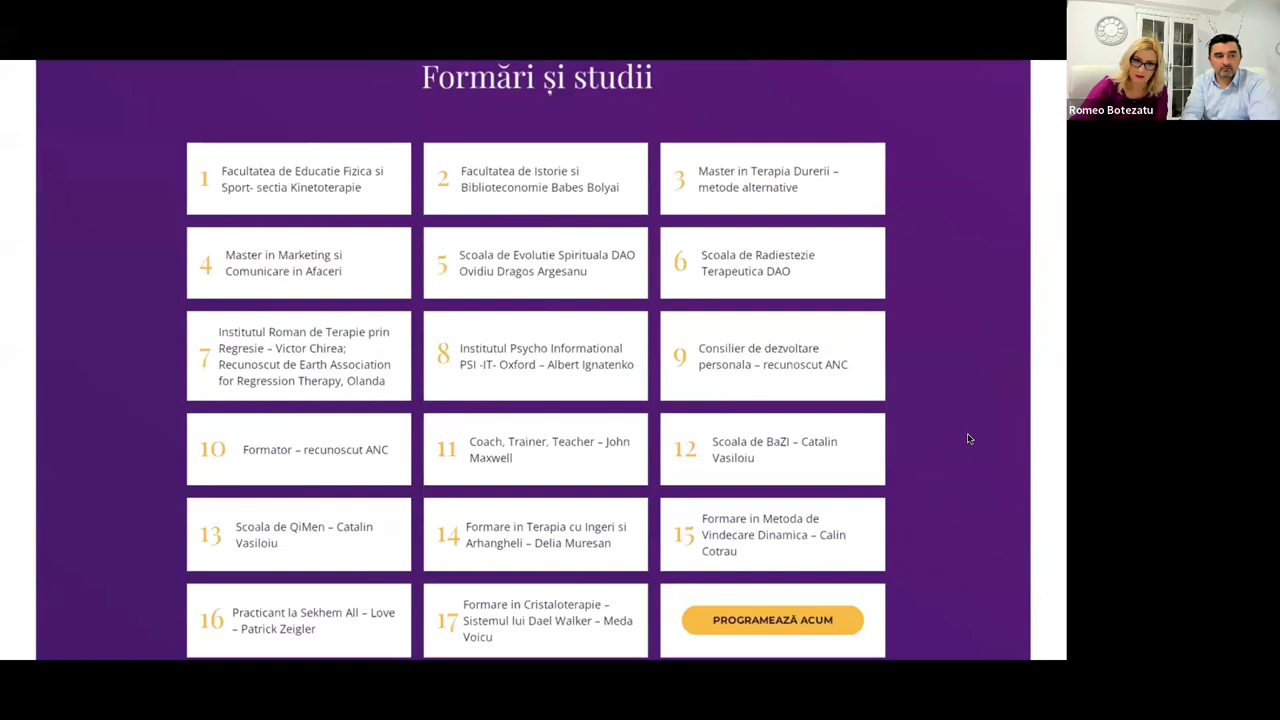 Formări și studii
1
Facultatea de Educatie Fizica si
Sport- sectia Kinetoterapie
2
Facultatea de Istorie si
Biblioteconomie Babes Bolyai
3
Master in Terapia Durerii –
metode alternative
4
Master in Marketing si
Comunicare in Afaceri
5
Scoala de Evolutie Spirituala DAO
Ovidiu Dragos Argesanu
6
Scoala de Radiestezie
Terapeutica DAO
7
Institutul Roman de Terapie prin
Regresie – Victor Chirea;
Recunoscut de Earth Association
for Regression Therapy, Olanda
8
Institutul Psycho Informational
PSI -IT- Oxford – Albert Ignatenko
9
Consilier de dezvoltare
personala – recunoscut ANC
10
Formator – recunoscut ANC
11
Coach, Trainer, Teacher – John
Maxwell
12
Scoala de BaZI – Catalin
Vasiloiu
13
Scoala de QiMen – Catalin
Vasiloiu
14
Formare in Terapia cu Ingeri si
Arhangheli – Delia Muresan
15
Formare in Metoda de
Vindecare Dinamica – Calin
Cotrau
16
Practicant la Sekhem All – Love
– Patrick Zeigler
17
Formare in Cristaloterapie –
Sistemul lui Dael Walker – Meda
Voicu
PROGRAMEAZĂ ACUM
Romeo Botezatu